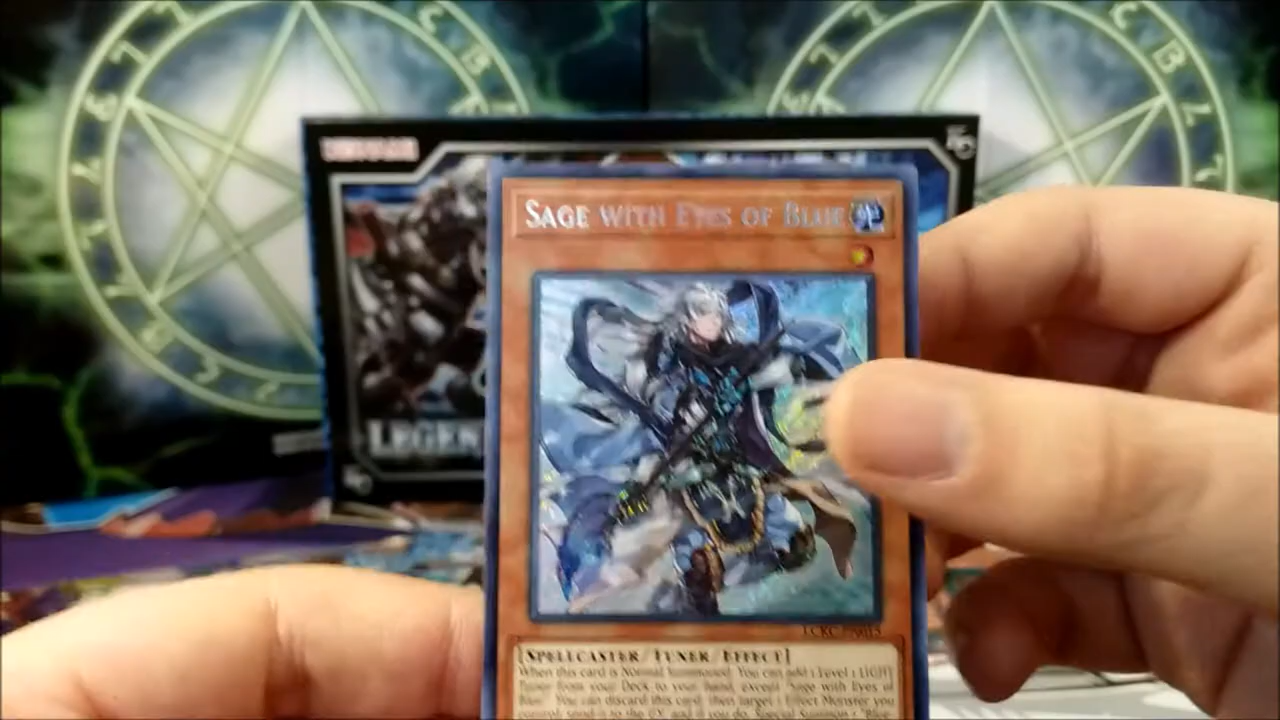 LEGEN
SAGE WITH EYES OF BLUE
LCKC-EN015
[SPELLCASTER/TUNER/EFFECT]
When this card is Normal Summoned: You can add 1 Level 1 LIGHT
Tuner from your Deck to your hand, except "Sage with Eyes of
Blue". You can discard this card, then target 1 Effect Monster you
control; send it to the GY, and if you do, Special Summon 1 "Blue-